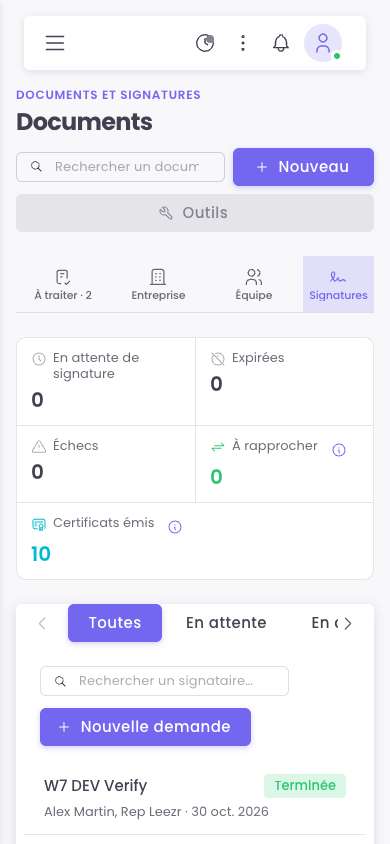 DOCUMENTS ET SIGNATURES
Documents
Rechercher un docum
Nouveau
Outils
À traiter · 2
Entreprise
Équipe
Signatures
En attente de
signature
0
Expirées
0
Échecs
0
À rapprocher
0
Certificats émis
10
Toutes
En attente
En
Rechercher un signataire...
Nouvelle demande
W7 DEV Verify
Terminée
Alex Martin, Rep Leezr · 30 oct. 2026